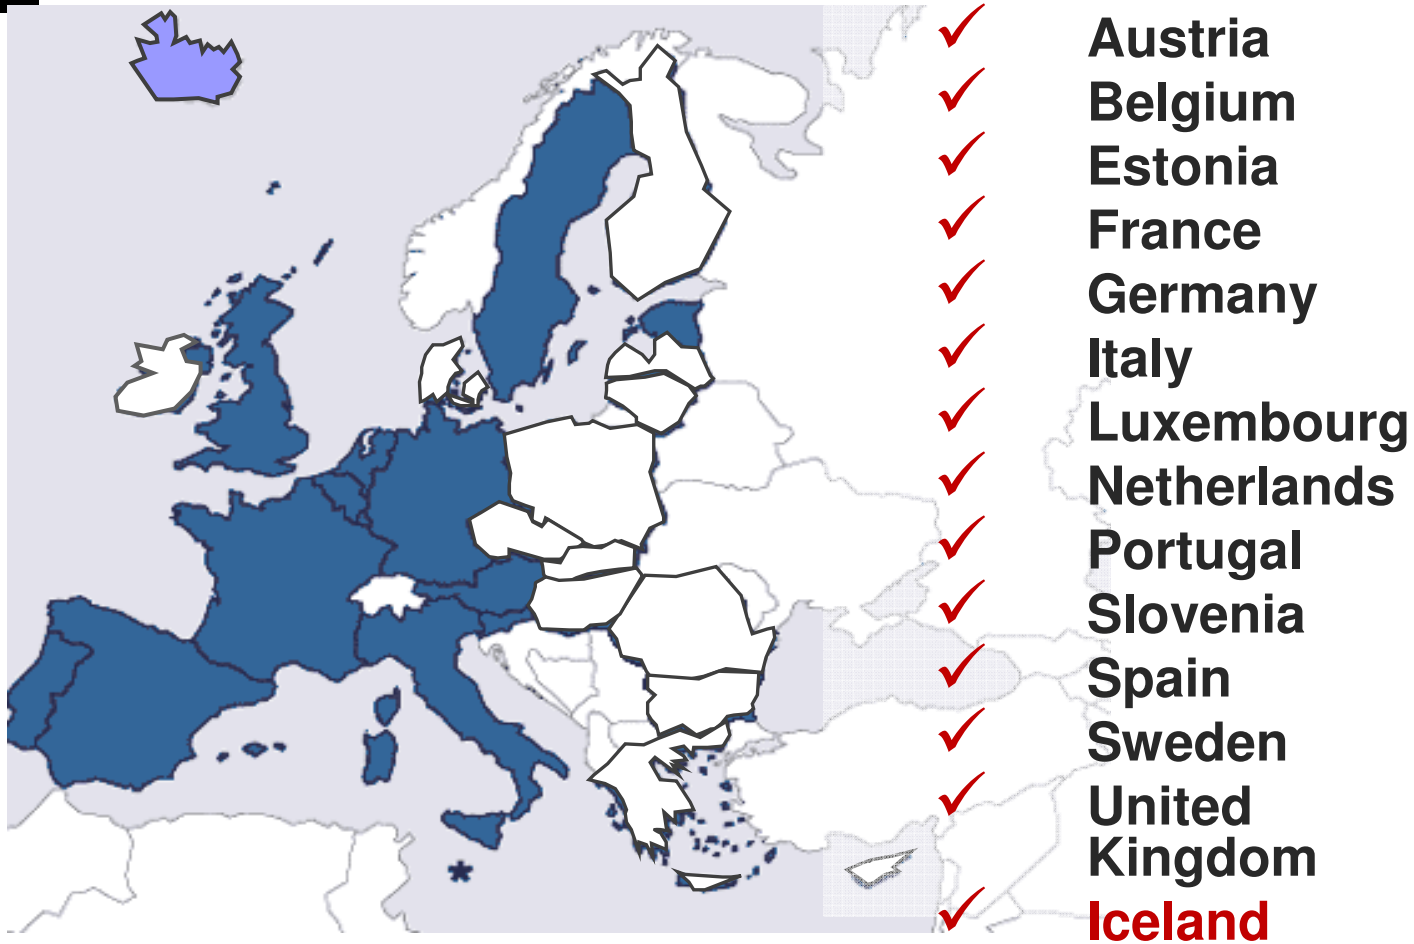 Austria
Belgium
Estonia
France
Germany
Italy
Luxembourg
Netherlands
Portugal
Slovenia
Spain
Sweden
United
Kingdom
Iceland